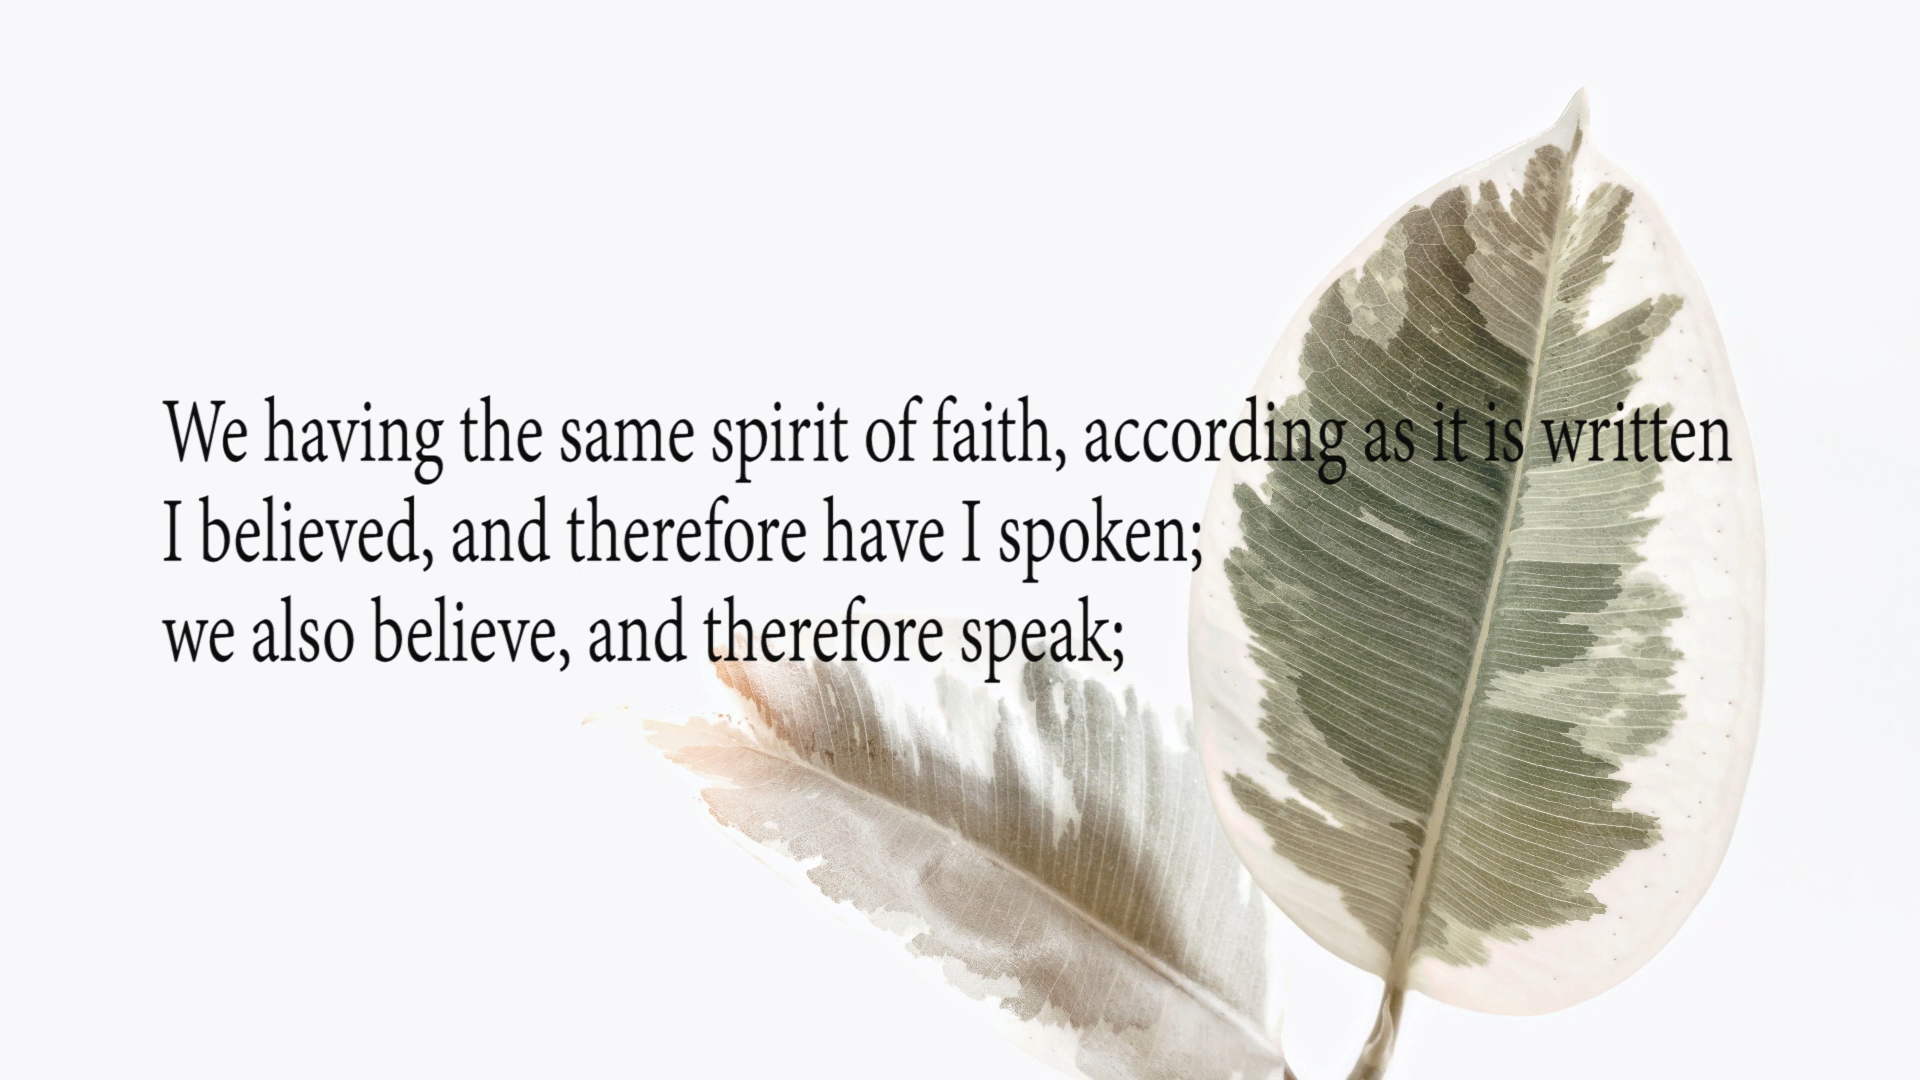 We having the same spirit of faith, according as it is written
I believed, and therefore have I spoken;
we also believe, and therefore speak;